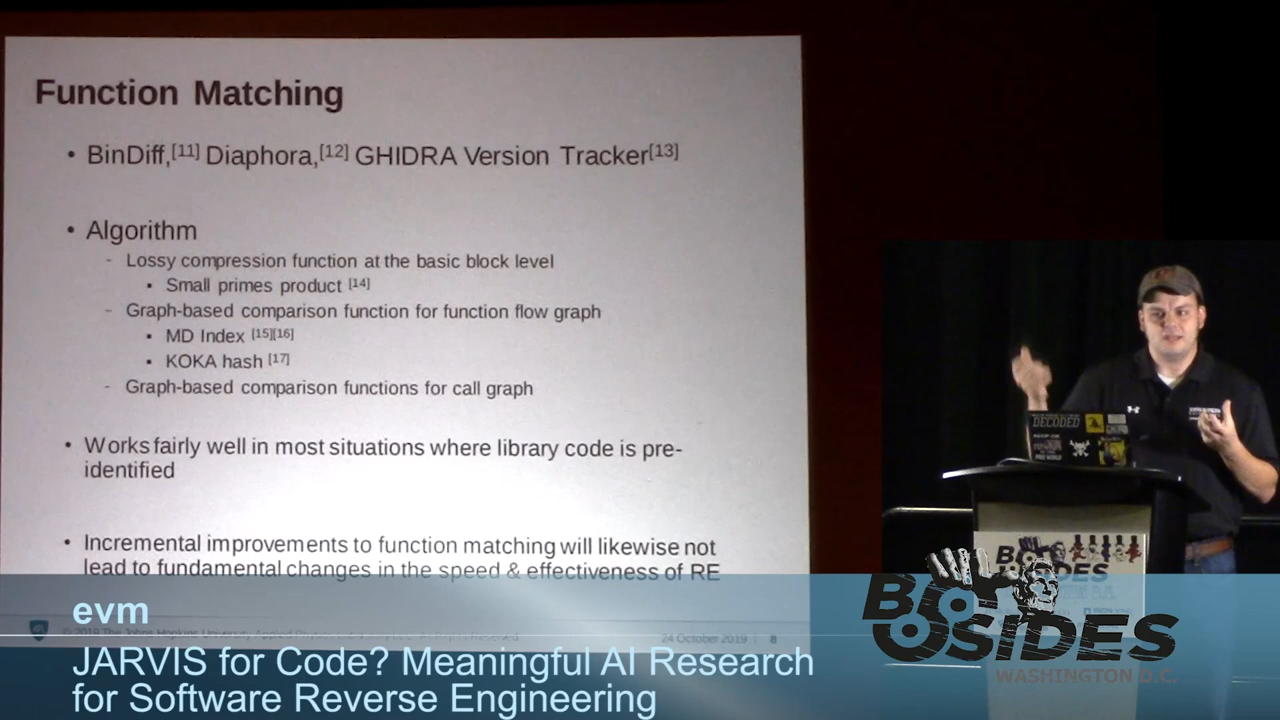 Function Matching
• BinDiff,[11] Diaphora,[12] GHIDRA Version Tracker[13]
• Algorithm
- Lossy compression function at the basic block level
▪ Small primes product [14]
- Graph-based comparison function for function flow graph
▪ MD Index [15][16]
▪ KOKA hash [17]
- Graph-based comparison functions for call graph
• Works fairly well in most situations where library code is pre-
identified
• Incremental improvements to function matching will likewise not
lead to fundamental changes in the speed & effectiveness of RE
24 October 2019 | 8
DECODED
BSIDES
evm
JARVIS for Code? Meaningful AI Research
for Software Reverse Engineering
BSIDES
WASHINGTON D.C.